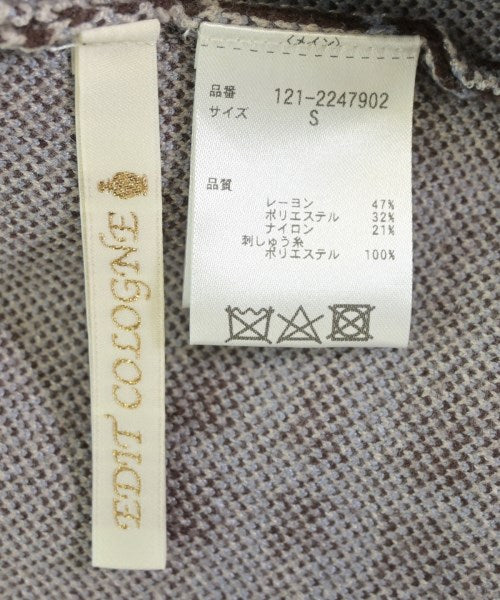 EDIT COLOGNE
(メイン)
品番 121-2247902
サイズ S
品質
レーヨン 47%
ポリエステル 32%
ナイロン 21%
刺しゅう糸
ポリエステル 100%